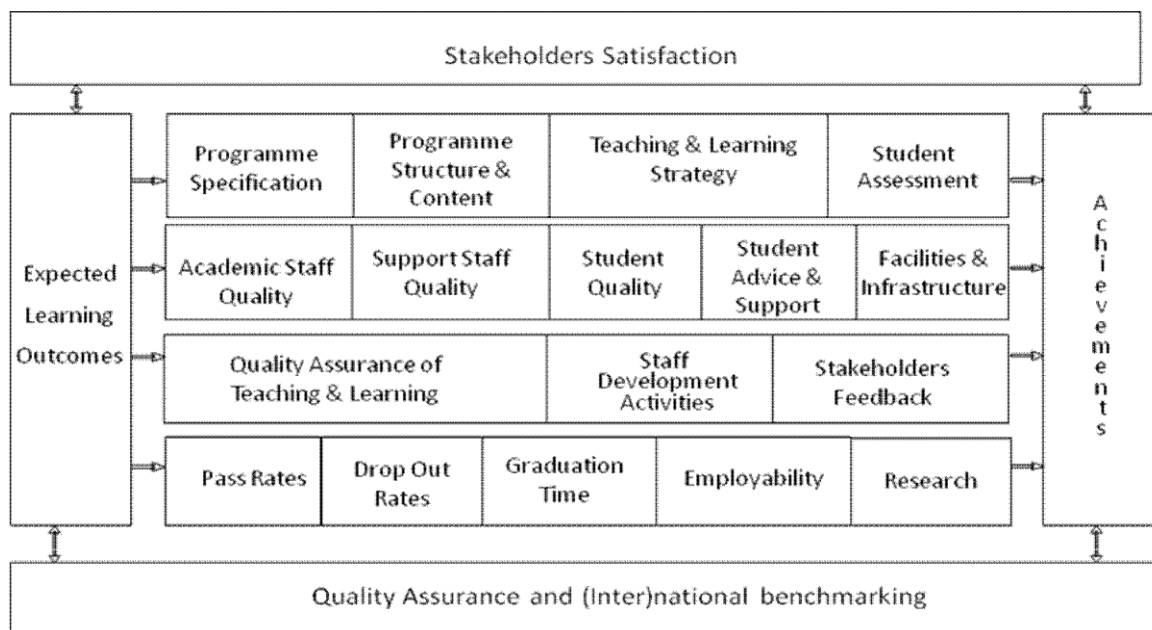 Stakeholders Satisfaction
Expected
Learning
Outcomes
Programme
Specification
Programme
Structure &
Content
Teaching & Learning
Strategy
Student
Assessment
Academic Staff
Quality
Support Staff
Quality
Student
Quality
Student
Advice &
Support
Facilities &
Infrastructure
Quality Assurance of
Teaching & Learning
Staff
Development
Activities
Stakeholders
Feedback
Pass Rates
Drop Out
Rates
Graduation
Time
Employability
Research
Achievements
Quality Assurance and (Inter)national benchmarking